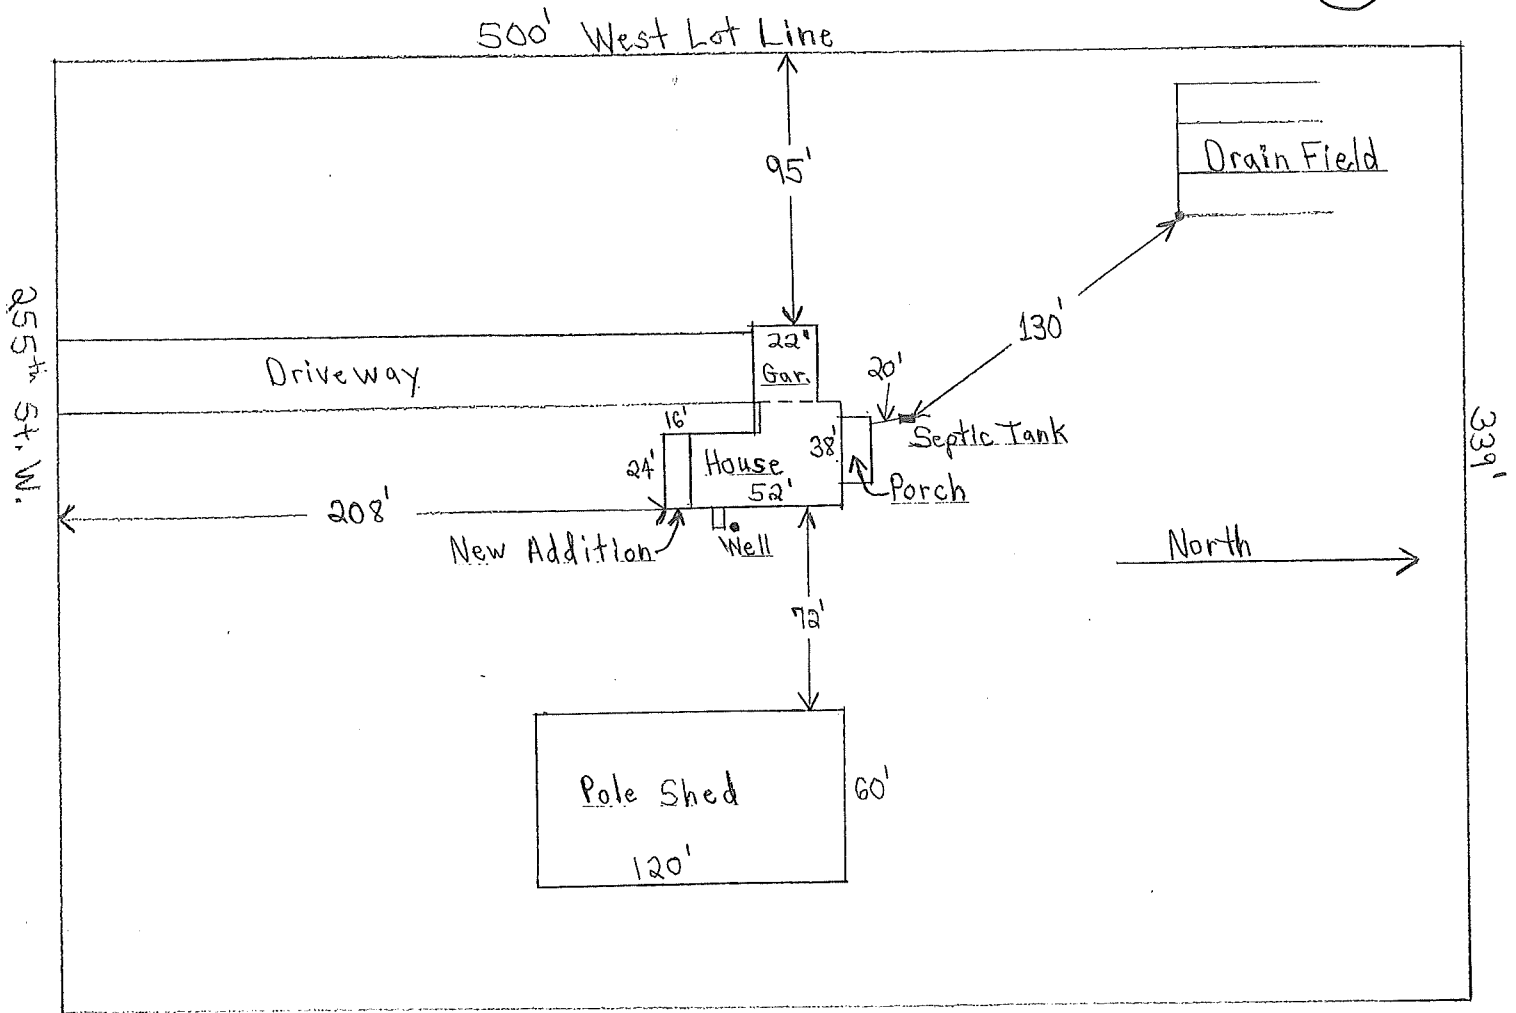 500' West Lot Line
95'
Drain Field
255th St. W.
Driveway
22'
Gar.
20'
130'
16'
24'
House
38'
52'
Septic Tank
Porch
339'
208'
New Addition
Well
North
72'
Pole Shed
60'
120'